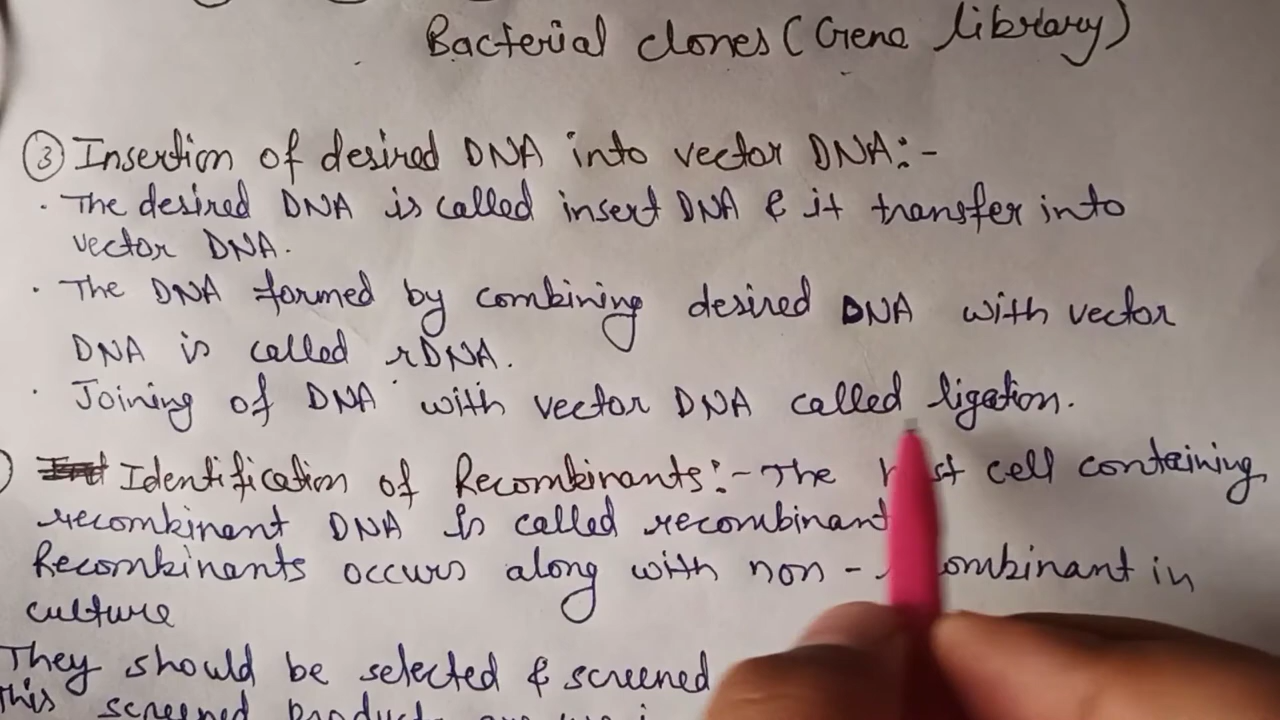 Bacterial clones (Gene library)
③ Insertion of desired DNA into vector DNA:-
· The desired DNA is called insert DNA & it transfer into
vector DNA.
· The DNA formed by combining desired DNA with vector
DNA is called rDNA.
· Joining of DNA with vector DNA called ligation.
Identification of Recombinants:- The cell containing
recombinant DNA is called recombinant
Recombinants occurs along with non - in
culture
They should be selected & screened
This screened